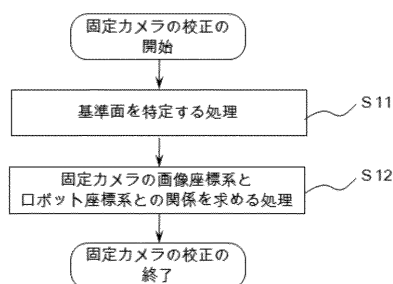 固定カメラの校正の
開始
基準面を特定する処理
S11
固定カメラの画像座標系と
ロボット座標系との関係を求める処理
S12
固定カメラの校正の
終了